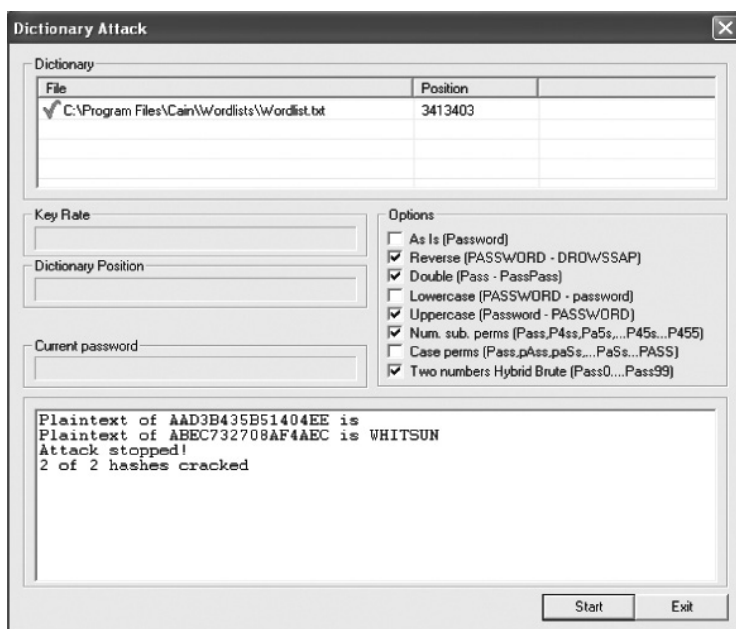 Dictionary Attack
Dictionary
File Position
C:\Program Files\Cain\Wordlists\Wordlist.txt 3413403
Key Rate
Dictionary Position
Current password
Options
As Is (Password)
Reverse (PASSWORD - DROWSSAP)
Double (Pass - PassPass)
Lowercase (PASSWORD - password)
Uppercase (Password - PASSWORD)
Num. sub. perms (Pass,P4ss,Pa5s,...P45s...P455)
Case perms (Pass,pAss,paSs,...PaSs...PASS)
Two numbers Hybrid Brute (Pass0....Pass99)
Plaintext of AAD3B435B51404EE is
Plaintext of ABEC732708AF4AEC is WHITSUN
Attack stopped!
2 of 2 hashes cracked
Start Exit